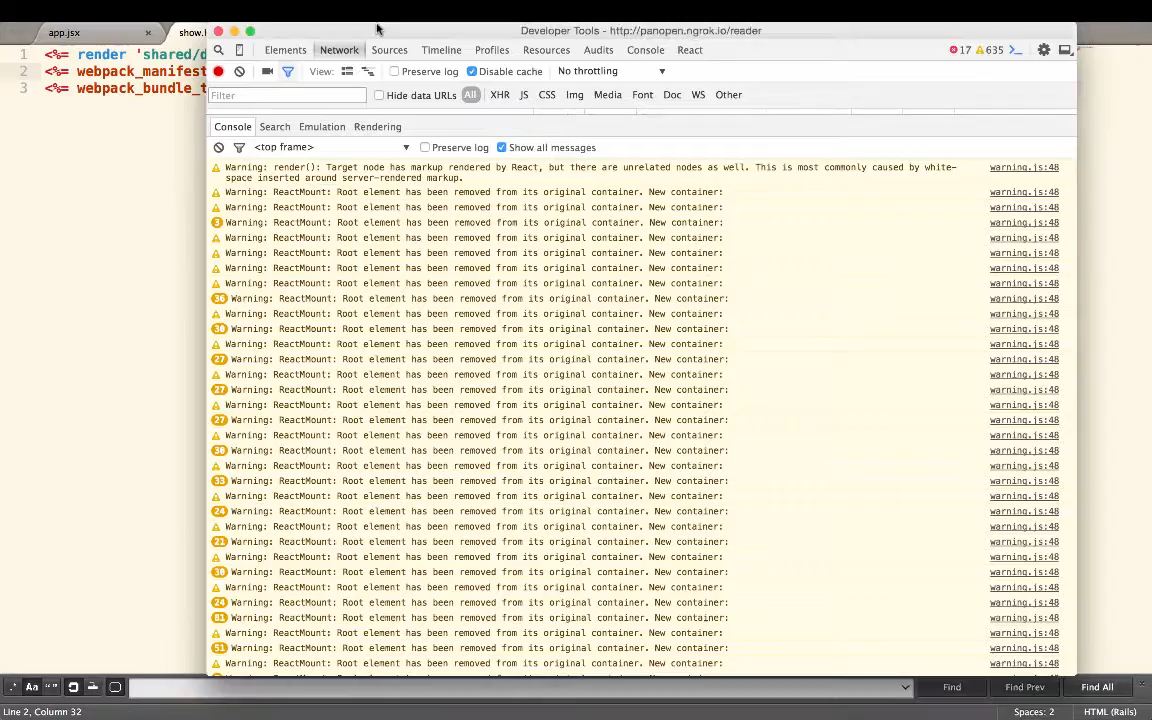 app.jsx × show.
Developer Tools - http://panopen.ngrok.io/reader
1 <%= render 'shared/d
2 <%= webpack_manifest
3 <%= webpack_bundle_t
Elements Network Sources Timeline Profiles Resources Audits Console React 17 635
View: Preserve log Disable cache No throttling ▼
Filter Hide data URLs All XHR JS CSS Img Media Font Doc WS Other
Console Search Emulation Rendering
<top frame> ▼ Preserve log Show all messages
Warning: render(): Target node has markup rendered by React, but there are unrelated nodes as well. This is most commonly caused by white- warning.js:48
space inserted around server-rendered markup.
Warning: ReactMount: Root element has been removed from its original container. New container: warning.js:48
Warning: ReactMount: Root element has been removed from its original container. New container: warning.js:48
3 Warning: ReactMount: Root element has been removed from its original container. New container: warning.js:48
Warning: ReactMount: Root element has been removed from its original container. New container: warning.js:48
Warning: ReactMount: Root element has been removed from its original container. New container: warning.js:48
Warning: ReactMount: Root element has been removed from its original container. New container: warning.js:48
Warning: ReactMount: Root element has been removed from its original container. New container: warning.js:48
36 Warning: ReactMount: Root element has been removed from its original container. New container: warning.js:48
Warning: ReactMount: Root element has been removed from its original container. New container: warning.js:48
30 Warning: ReactMount: Root element has been removed from its original container. New container: warning.js:48
Warning: ReactMount: Root element has been removed from its original container. New container: warning.js:48
27 Warning: ReactMount: Root element has been removed from its original container. New container: warning.js:48
Warning: ReactMount: Root element has been removed from its original container. New container: warning.js:48
27 Warning: ReactMount: Root element has been removed from its original container. New container: warning.js:48
Warning: ReactMount: Root element has been removed from its original container. New container: warning.js:48
27 Warning: ReactMount: Root element has been removed from its original container. New container: warning.js:48
Warning: ReactMount: Root element has been removed from its original container. New container: warning.js:48
30 Warning: ReactMount: Root element has been removed from its original container. New container: warning.js:48
Warning: ReactMount: Root element has been removed from its original container. New container: warning.js:48
33 Warning: ReactMount: Root element has been removed from its original container. New container: warning.js:48
Warning: ReactMount: Root element has been removed from its original container. New container: warning.js:48
24 Warning: ReactMount: Root element has been removed from its original container. New container: warning.js:48
Warning: ReactMount: Root element has been removed from its original container. New container: warning.js:48
21 Warning: ReactMount: Root element has been removed from its original container. New container: warning.js:48
Warning: ReactMount: Root element has been removed from its original container. New container: warning.js:48
30 Warning: ReactMount: Root element has been removed from its original container. New container: warning.js:48
Warning: ReactMount: Root element has been removed from its original container. New container: warning.js:48
24 Warning: ReactMount: Root element has been removed from its original container. New container: warning.js:48
81 Warning: ReactMount: Root element has been removed from its original container. New container: warning.js:48
Warning: ReactMount: Root element has been removed from its original container. New container: warning.js:48
51 Warning: ReactMount: Root element has been removed from its original container. New container: warning.js:48
Warning: ReactMount: Root element has been removed from its original container. New container: warning.js:48
.* Aa “” Find Find Prev Find All
Line 2, Column 32 Spaces: 2 HTML (Rails)